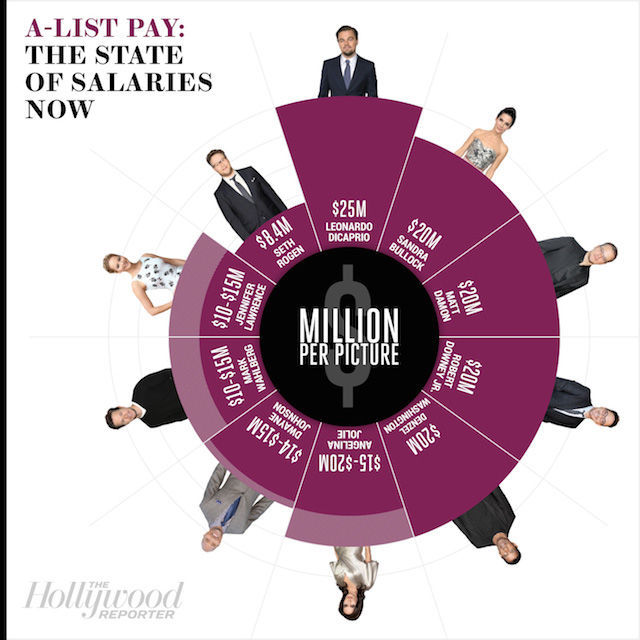 A-LIST PAY:
THE STATE
OF SALARIES
NOW
$25M
LEONARDO
DICAPRIO
$20M
SANDRA
BULLOCK
$20M
MATT
DAMON
$20M
ROBERT
DOWNEY JR.
$20M
DENZEL
WASHINGTON
$15-$20M
ANGELINA
JOLIE
$14-$15M
DWAYNE
JOHNSON
$10-$15M
MARK
WAHLBERG
$10-$15M
JENNIFER
LAWRENCE
$8.4M
SETH
ROGEN
$
MILLION
PER PICTURE
THE
Hollywood
REPORTER